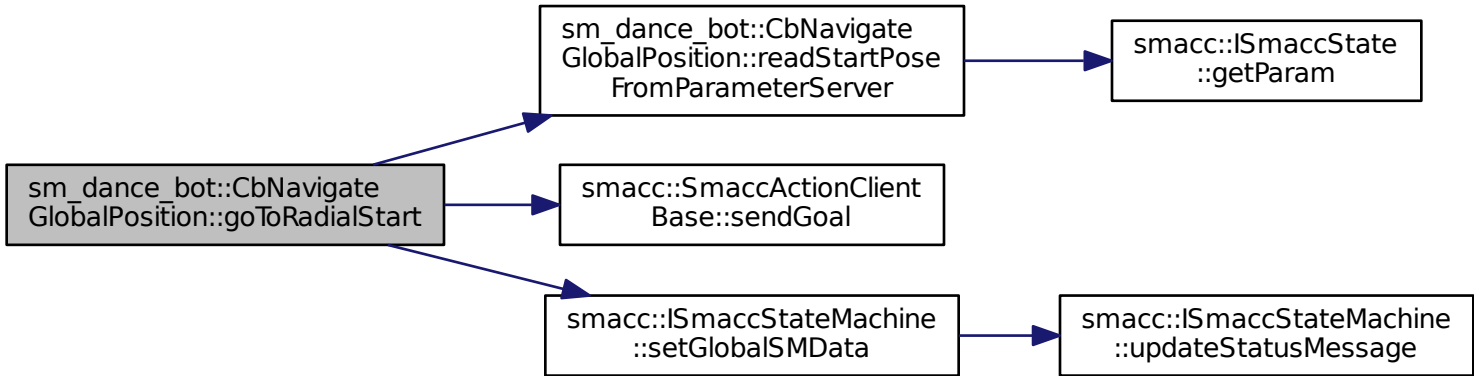 sm_dance_bot::CbNavigate
GlobalPosition::goToRadialStart
sm_dance_bot::CbNavigate
GlobalPosition::readStartPose
FromParameterServer
smacc::ISmaccState
::getParam
smacc::SmaccActionClient
Base::sendGoal
smacc::ISmaccStateMachine
::setGlobalSMData
smacc::ISmaccStateMachine
::updateStatusMessage